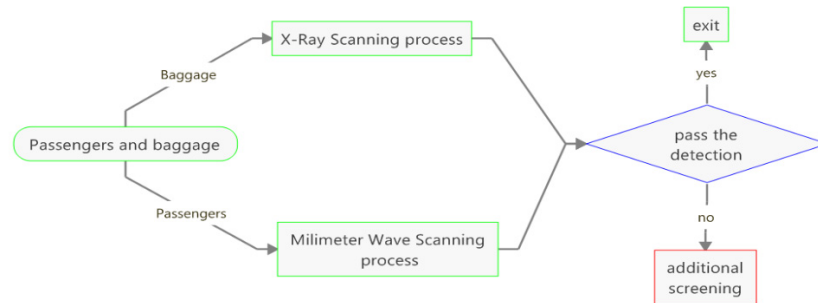 exit
X-Ray Scanning process
Baggage
yes
Passengers and baggage
pass the
detection
Passengers
no
Milimeter Wave Scanning
process
additional
screening